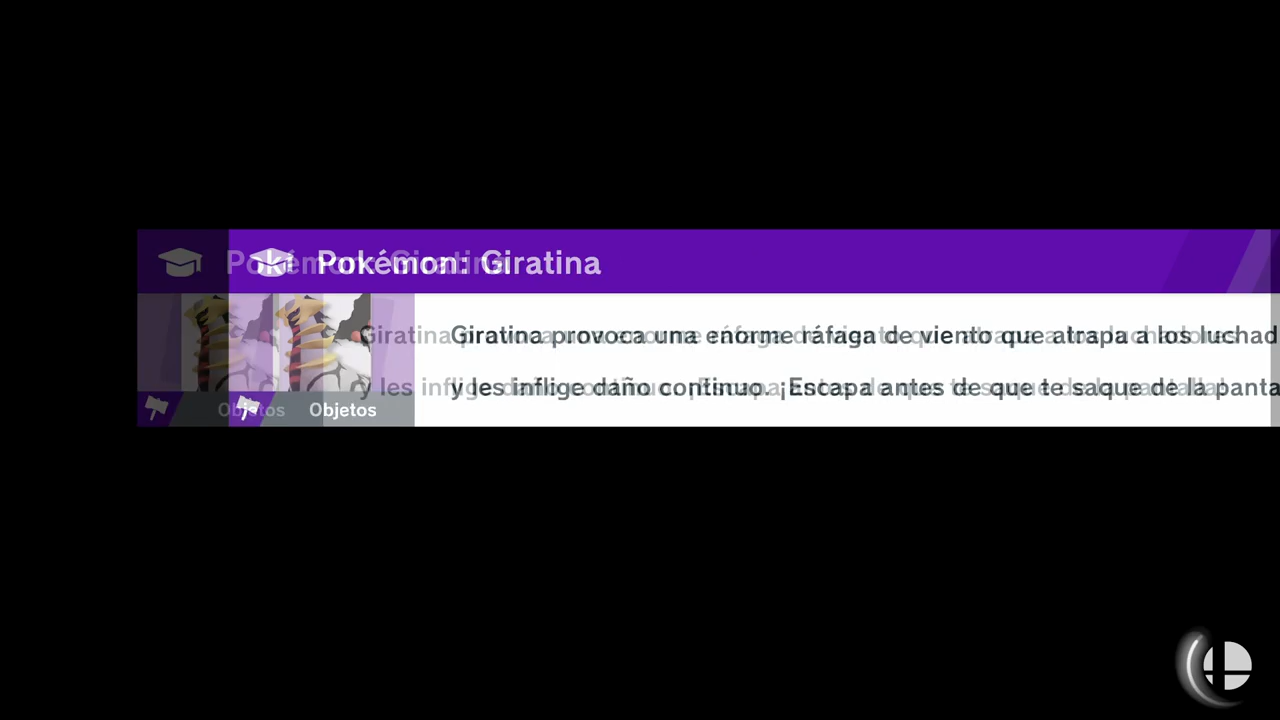 Pokémon: Giratina
Giratina provoca una enorme ráfaga de viento que atrapa a los luchad
y les inflige daño continuo. ¡Escapa antes de que te saque de la panta
Objetos